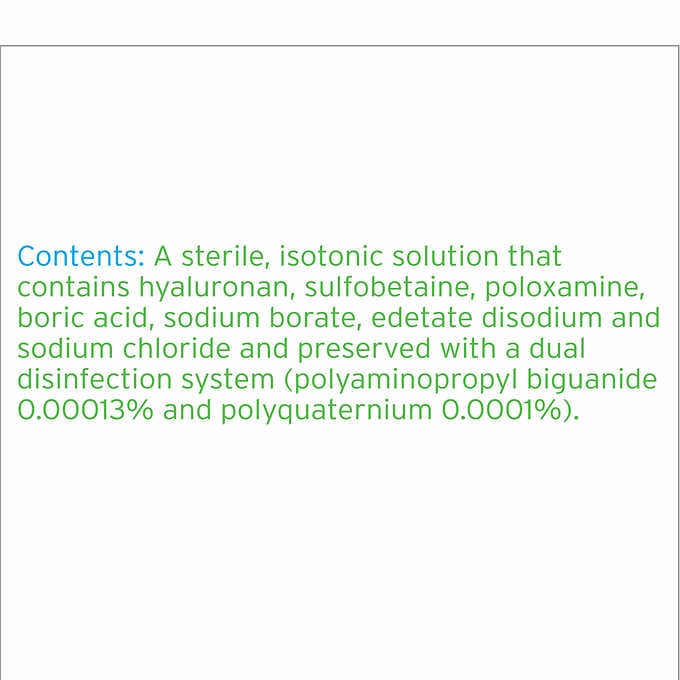 Contents: A sterile, isotonic solution that
contains hyaluronan, sulfobetaine, poloxamine,
boric acid, sodium borate, edetate disodium and
sodium chloride and preserved with a dual
disinfection system (polyaminopropyl biguanide
0.00013% and polyquaternium 0.0001%).